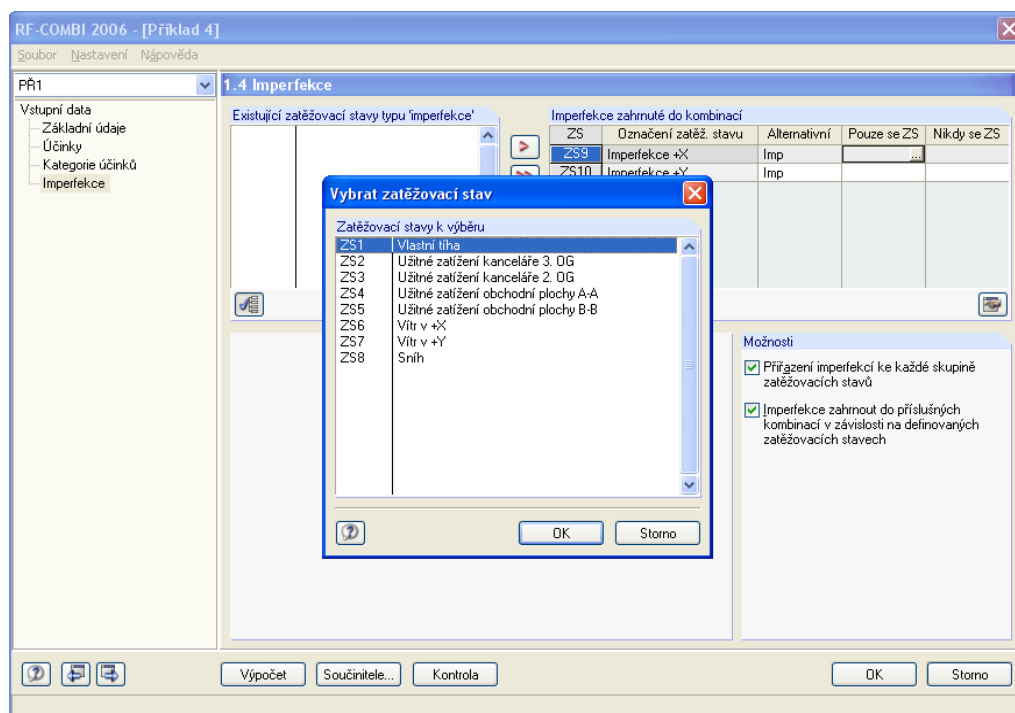 RF-COMBI 2006 - [Příklad 4]
Soubor Nastavení Nápověda
PŘ1
1.4 Imperfekce
Vstupní data
Základní údaje
Účinky
Kategorie účinků
Imperfekce
Existující zatěžovací stavy typu 'imperfekce'
Imperfekce zahrnuté do kombinací
ZS Označení zatěž. stavu Alternativní Pouze se ZS Nikdy se ZS
ZS9 Imperfekce +X Imp ...
ZS10 Imperfekce +Y Imp
Vybrat zatěžovací stav
Zatěžovací stavy k výběru
ZS1 Vlastní tíha
ZS2 Užitné zatížení kanceláře 3. OG
ZS3 Užitné zatížení kanceláře 2. OG
ZS4 Užitné zatížení obchodní plochy A-A
ZS5 Užitné zatížení obchodní plochy B-B
ZS6 Vítr v +X
ZS7 Vítr v +Y
ZS8 Sníh
OK Storno
Možnosti
Přiřazení imperfekcí ke každé skupině
zatěžovacích stavů
Imperfekce zahrnout do příslušných
kombinací v závislosti na definovaných
zatěžovacích stavech
Výpočet Součinitele... Kontrola OK Storno